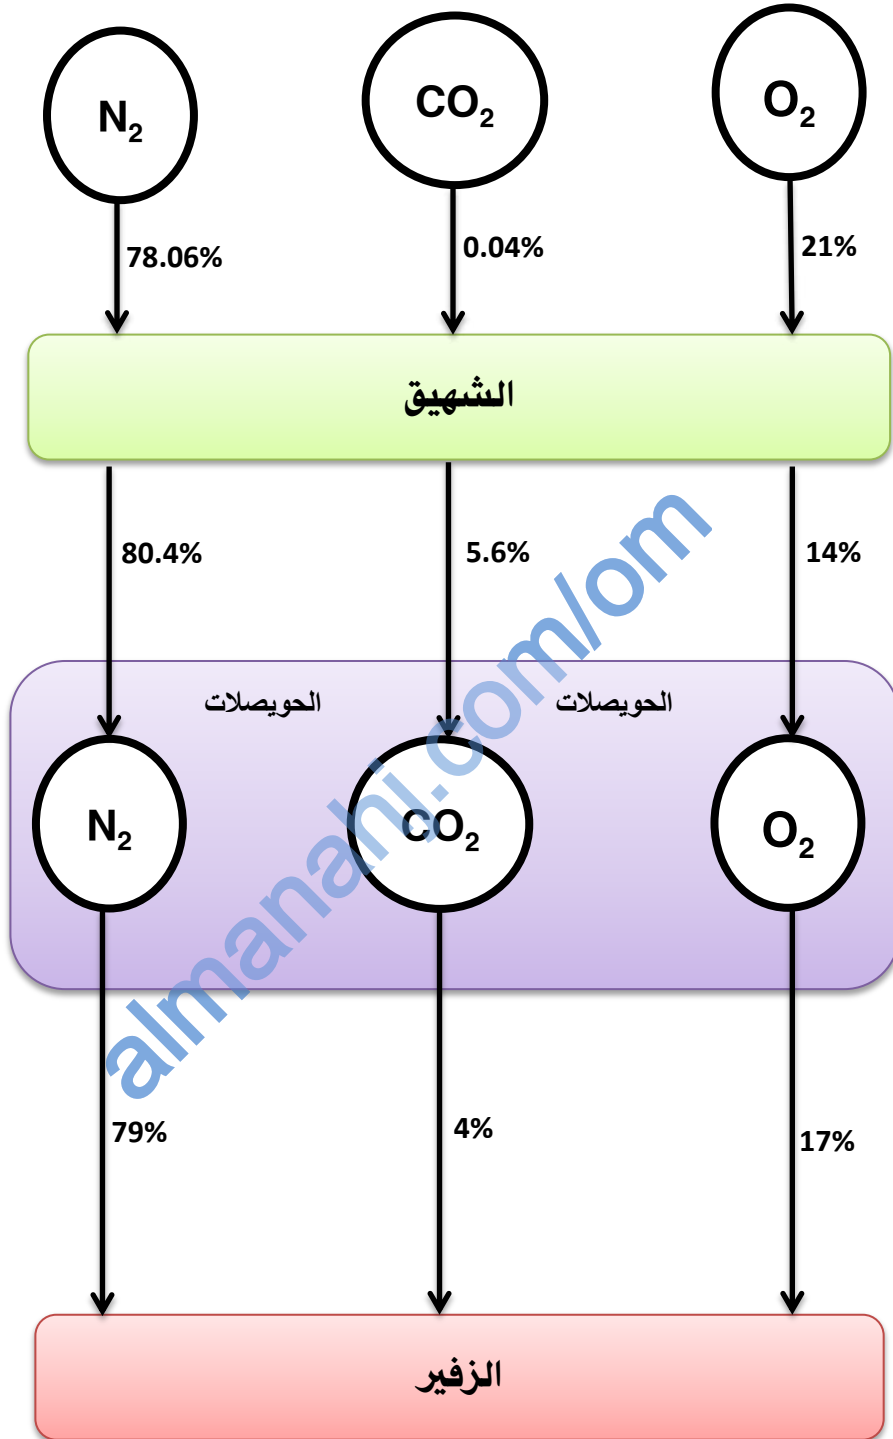 N₂ CO₂ O₂
78.06% 0.04% 21%
الشهيق
80.4% 5.6% 14%
الحويصلات الحويصلات
N₂ CO₂ O₂
79% 4% 17%
الزفير
almanahj.com/om